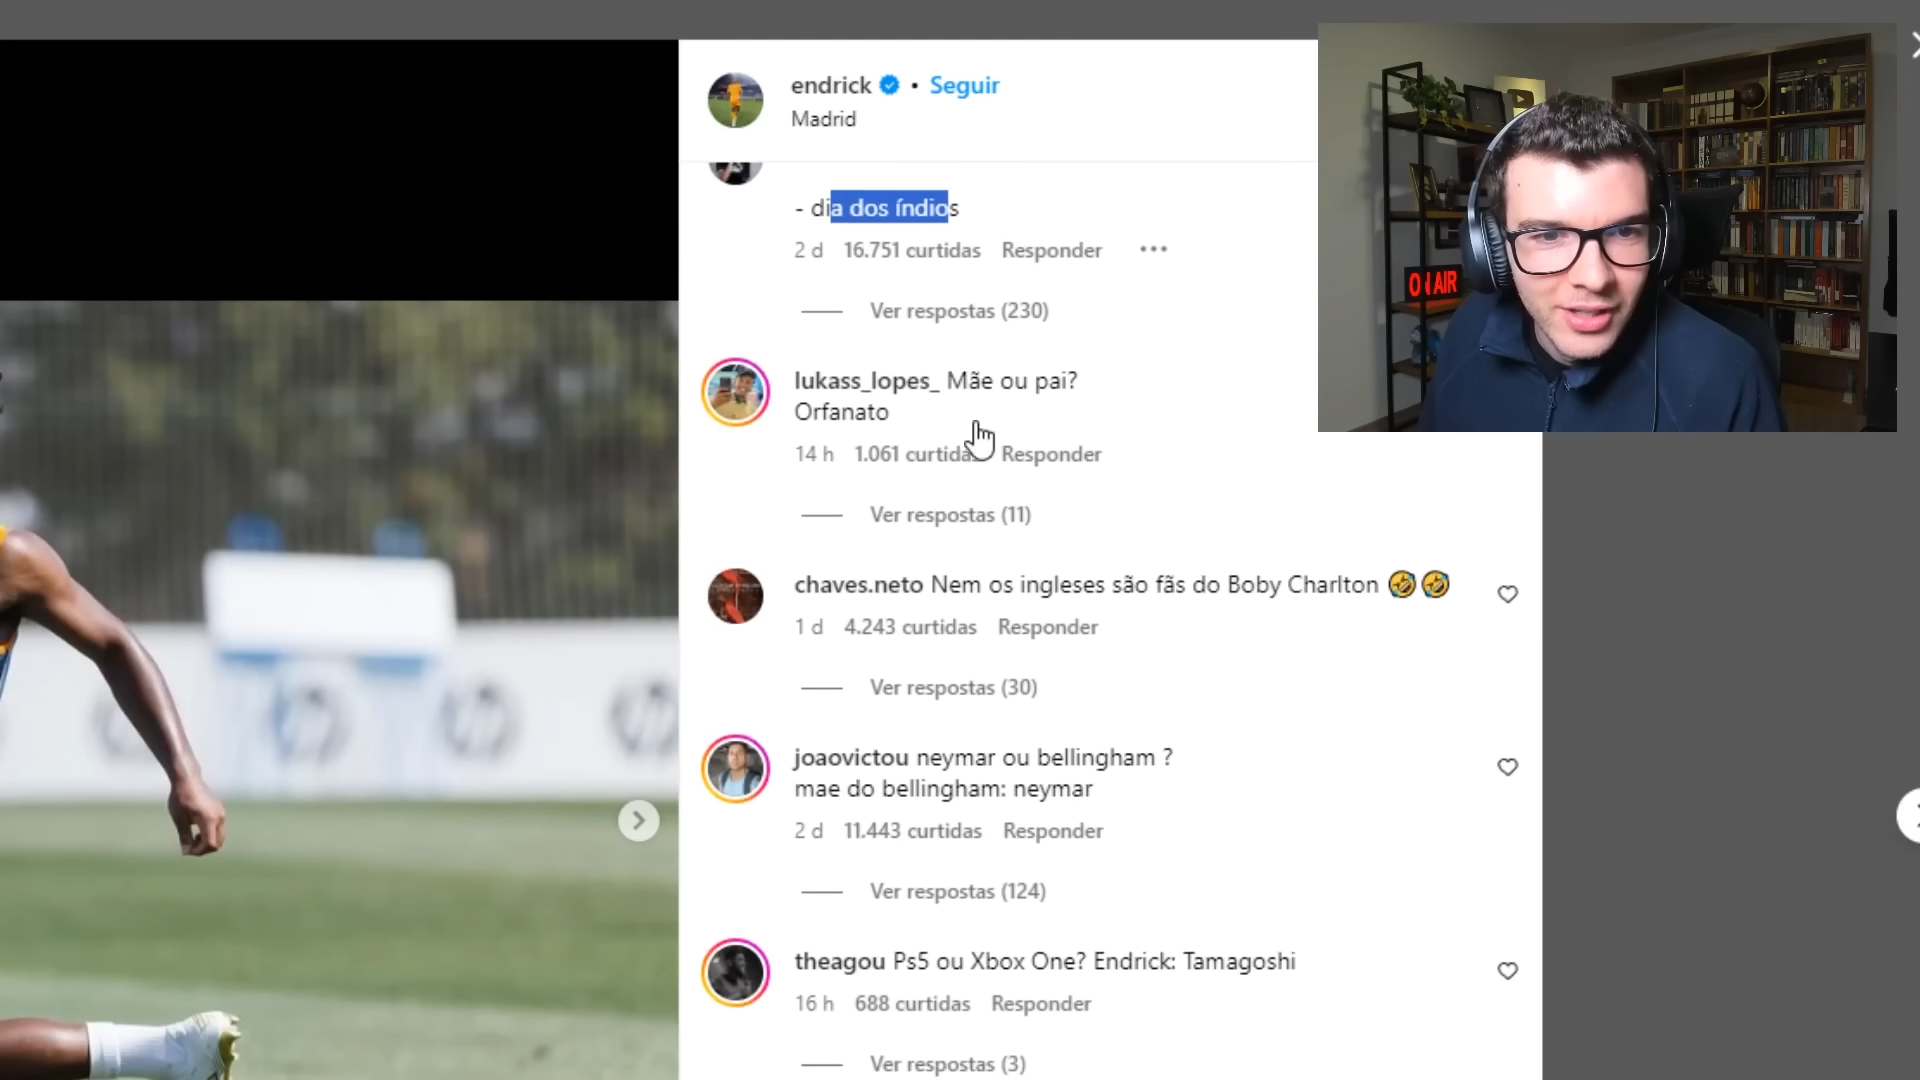 endrick • Seguir
Madrid
- dia dos índios
2 d 16.751 curtidas Responder •••
Ver respostas (230)
lukass_lopes_ Mãe ou pai?
Orfanato
14 h 1.061 curtidas Responder
Ver respostas (11)
chaves.neto Nem os ingleses são fãs do Boby Charlton 🤣🤣
1 d 4.243 curtidas Responder
Ver respostas (30)
joaovictou neymar ou bellingham ?
mae do bellingham: neymar
2 d 11.443 curtidas Responder
Ver respostas (124)
theagou Ps5 ou Xbox One? Endrick: Tamagoshi
16 h 688 curtidas Responder
Ver respostas (3)
ON AIR